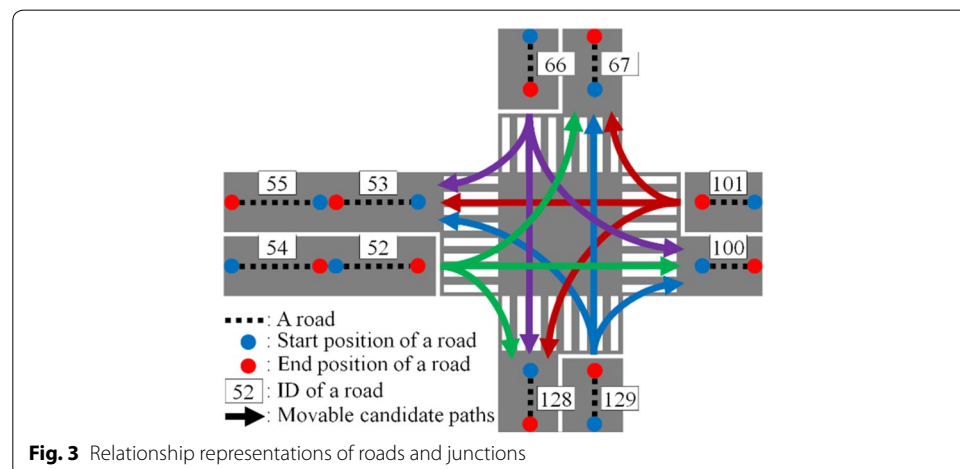 66 67
55 53 101
54 52 100
: A road
: Start position of a road
: End position of a road
52 : ID of a road
: Movable candidate paths
128 129
Fig. 3 Relationship representations of roads and junctions